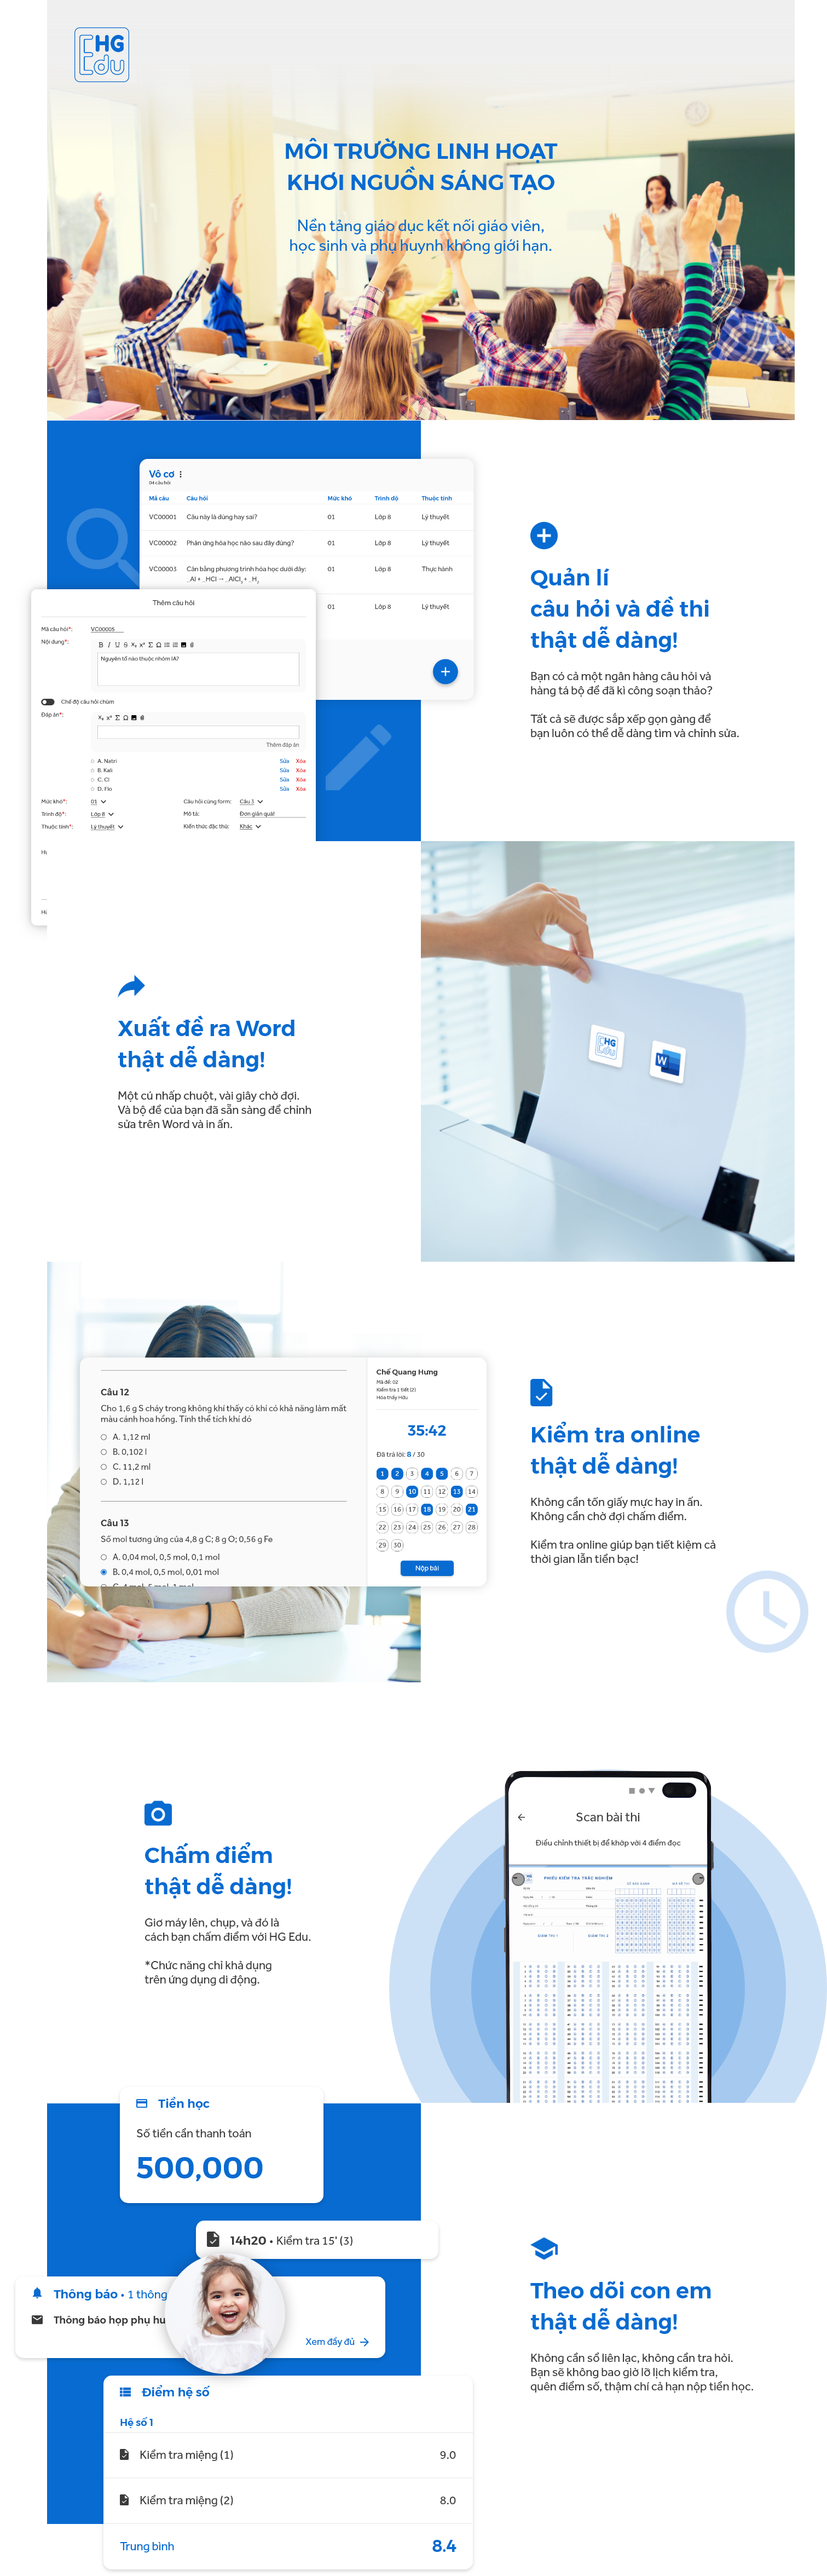 HG
Edu
MÔI TRƯỜNG LINH HOẠT
KHƠI NGUỒN SÁNG TẠO
Nền tảng giáo dục kết nối giáo viên,
học sinh và phụ huynh không giới hạn.
Vô cơ
04 câu hỏi
Mã câu Câu hỏi Mức khó Trình độ Thuộc tính
VC00001 Câu này là đúng hay sai? 01 Lớp 8 Lý thuyết
VC00002 Phản ứng hóa học nào sau đây đúng? 01 Lớp 8 Lý thuyết
VC00003 Cân bằng phương trình hóa học dưới đây: 01 Lớp 8 Thực hành
_Al + _HCl → _AlCl₃ + _H₂
01 Lớp 8 Lý thuyết
Thêm câu hỏi
Mã câu hỏi*: VC00005
Nội dung*:
Nguyên tố nào thuộc nhóm IA?
Chế độ câu hỏi chùm
Đáp án*:
Thêm đáp án
A. Natri Sửa Xóa
B. Kali Sửa Xóa
C. Cl Sửa Xóa
D. Flo Sửa Xóa
Mức khó*: 01 Câu hỏi cùng form: Câu 3
Trình độ*: Lớp 8 Mô tả: Đơn giản quá!
Thuộc tính*: Lý thuyết Kiến thức đặc thù: Khác
Quản lí
câu hỏi và đề thi
thật dễ dàng!
Bạn có cả một ngân hàng câu hỏi và
hàng tá bộ đề đã kì công soạn thảo?
Tất cả sẽ được sắp xếp gọn gàng để
bạn luôn có thể dễ dàng tìm và chỉnh sửa.
Xuất đề ra Word
thật dễ dàng!
Một cú nhấp chuột, vài giây chờ đợi.
Và bộ đề của bạn đã sẵn sàng để chỉnh
sửa trên Word và in ấn.
HG
Edu
W
Câu 12
Cho 1,6 g S cháy trong không khí thấy có khí có khả năng làm mất
màu cánh hoa hồng. Tính thể tích khí đó
A. 1,12 ml
B. 0,102 l
C. 11,2 ml
D. 1,12 l
Câu 13
Số mol tương ứng của 4,8 g C; 8 g O; 0,56 g Fe
A. 0,04 mol, 0,5 mol, 0,1 mol
B. 0,4 mol, 0,5 mol, 0,01 mol
Chế Quang Hưng
Mã đề: 02
Kiểm tra 1 tiết (2)
Hóa thầy Hữu
35:42
Đã trả lời: 8 / 30
1 2 3 4 5 6 7
8 9 10 11 12 13 14
15 16 17 18 19 20 21
22 23 24 25 26 27 28
29 30
Nộp bài
Kiểm tra online
thật dễ dàng!
Không cần tốn giấy mực hay in ấn.
Không cần chờ đợi chấm điểm.
Kiểm tra online giúp bạn tiết kiệm cả
thời gian lẫn tiền bạc!
Chấm điểm
thật dễ dàng!
Giơ máy lên, chụp, và đó là
cách bạn chấm điểm với HG Edu.
*Chức năng chỉ khả dụng
trên ứng dụng di động.
Scan bài thi
Điều chỉnh thiết bị để khớp với 4 điểm đọc
PHIẾU KIỂM TRA TRẮC NGHIỆM
SỐ BÁO DANH MÃ ĐỀ THI
GIÁM THỊ 1 GIÁM THỊ 2
Tiền học
Số tiền cần thanh toán
500,000
14h20 • Kiểm tra 15' (3)
Thông báo • 1 thông
Thông báo họp phụ hu
Xem đầy đủ
Điểm hệ số
Hệ số 1
Kiểm tra miệng (1) 9.0
Kiểm tra miệng (2) 8.0
Trung bình 8.4
Theo dõi con em
thật dễ dàng!
Không cần sổ liên lạc, không cần tra hỏi.
Bạn sẽ không bao giờ lỡ lịch kiểm tra,
quên điểm số, thậm chí cả hạn nộp tiền học.